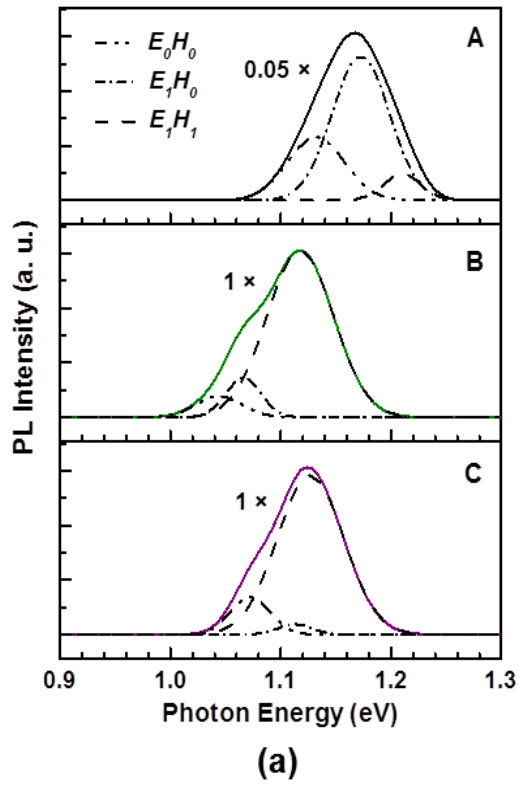 A
E₀H₀
0.05 ×
E₁H₀
E₁H₁
B
1 ×
PL Intensity (a. u.)
C
1 ×
0.9 1.0 1.1 1.2 1.3
Photon Energy (eV)
(a)